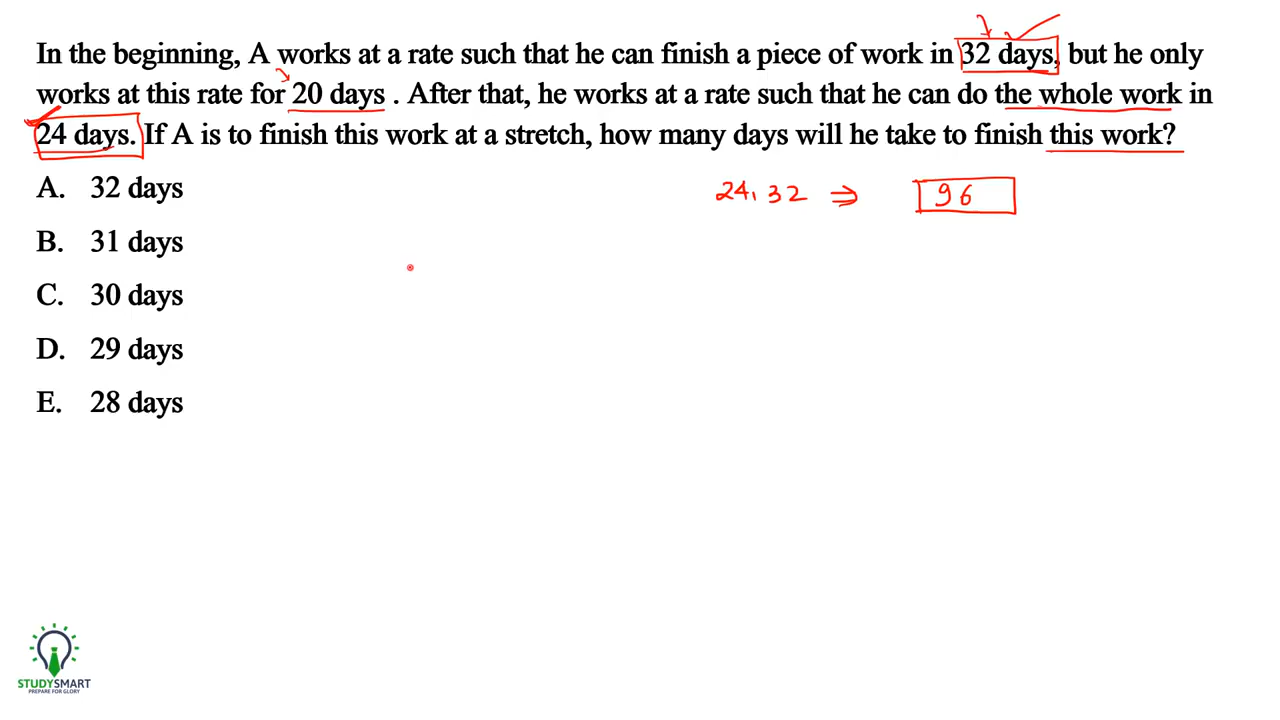 In the beginning, A works at a rate such that he can finish a piece of work in 32 days, but he only
works at this rate for 20 days . After that, he works at a rate such that he can do the whole work in
24 days. If A is to finish this work at a stretch, how many days will he take to finish this work?
24, 32 ⇒ 96
A. 32 days
B. 31 days
C. 30 days
D. 29 days
E. 28 days
STUDYSMART
PREPARE FOR GLORY